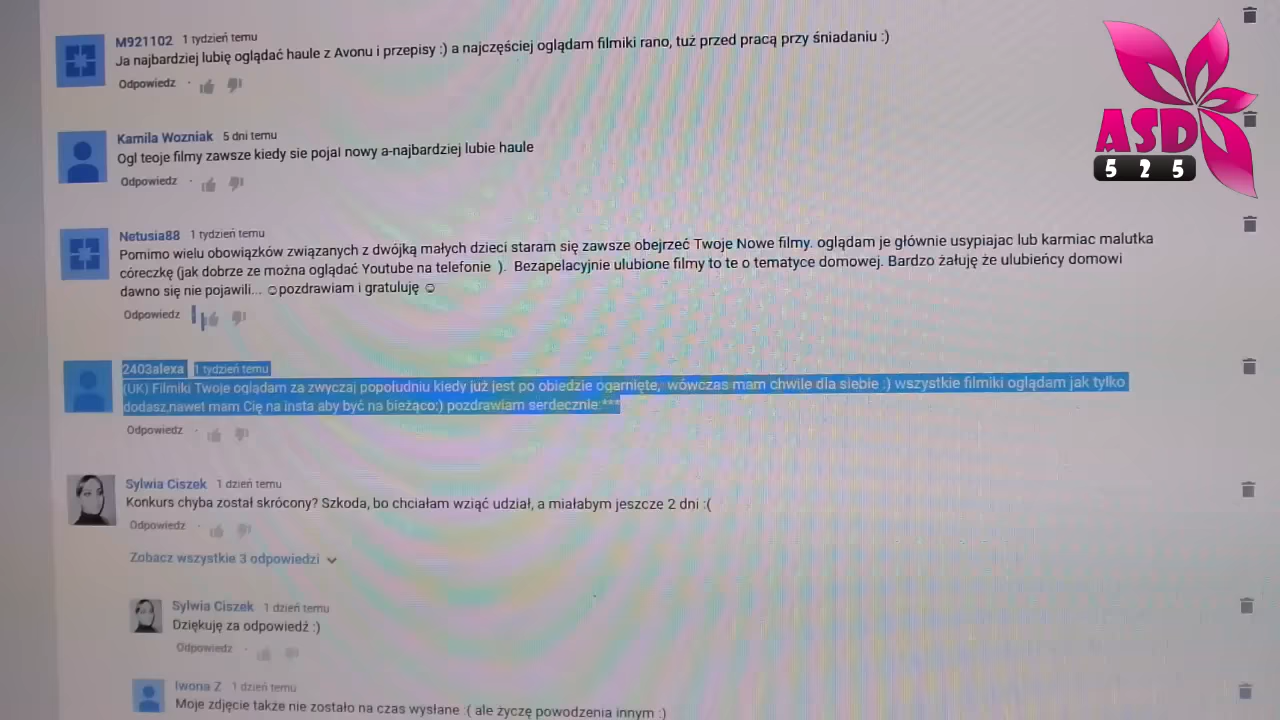 M921102 1 tydzień temu
Ja najbardziej lubię oglądać haule z Avonu i przepisy :) a najczęściej oglądam filmiki rano, tuż przed pracą przy śniadaniu :)
Odpowiedz
Kamila Wozniak 5 dni temu
Ogl teoje filmy zawsze kiedy sie pojal nowy a-najbardziej lubie haule
Odpowiedz
Netusia88 1 tydzień temu
Pomimo wielu obowiązków związanych z dwójką małych dzieci staram się zawsze obejrzeć Twoje Nowe filmy. oglądam je głównie usypiajac lub karmiac malutka
córeczkę (jak dobrze ze można oglądać Youtube na telefonie ). Bezapelacyjnie ulubione filmy to te o tematyce domowej. Bardzo żałuję że ulubieńcy domowi
dawno się nie pojawili... ☺pozdrawiam i gratuluję ☺
Odpowiedz
2403alexa 1 tydzień temu
(UK) Filmiki Twoje oglądam za zwyczaj popołudniu kiedy już jest po obiedzie ogarnięte, wówczas mam chwile dla siebie :) wszystkie filmiki oglądam jak tylko
dodasz,nawet mam Cię na insta aby być na bieżąco:) pozdrawiam serdecznie:***
Odpowiedz
Sylwia Ciszek 1 dzień temu
Konkurs chyba został skrócony? Szkoda, bo chciałam wziąć udział, a miałabym jeszcze 2 dni :(
Odpowiedz
Zobacz wszystkie 3 odpowiedzi
Sylwia Ciszek 1 dzień temu
Dziękuję za odpowiedź :)
Odpowiedz
Iwona Z 1 dzień temu
Moje zdjęcie także nie zostało na czas wysłane :( ale życzę powodzenia innym :)
ASD
5 2 5